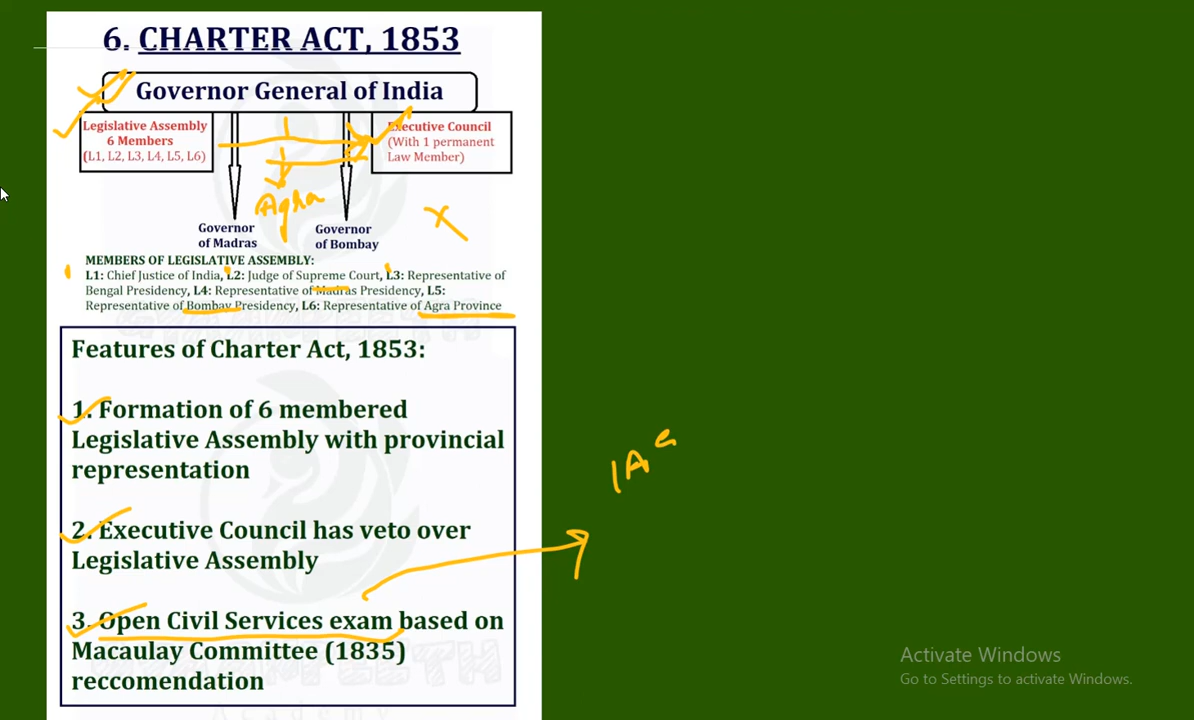 6. CHARTER ACT, 1853
Governor General of India
Legislative Assembly
6 Members
(L1, L2, L3, L4, L5, L6)
Executive Council
(With 1 permanent
Law Member)
Agra
Governor
of Madras
Governor
of Bombay
MEMBERS OF LEGISLATIVE ASSEMBLY:
L1: Chief Justice of India, L2: Judge of Supreme Court, L3: Representative of
Bengal Presidency, L4: Representative of Madras Presidency, L5:
Representative of Bombay Presidency, L6: Representative of Agra Province
Features of Charter Act, 1853:
1. Formation of 6 membered
Legislative Assembly with provincial
representation
2. Executive Council has veto over
Legislative Assembly
3. Open Civil Services exam based on
Macaulay Committee (1835)
reccomendation
Activate Windows
Go to Settings to activate Windows.